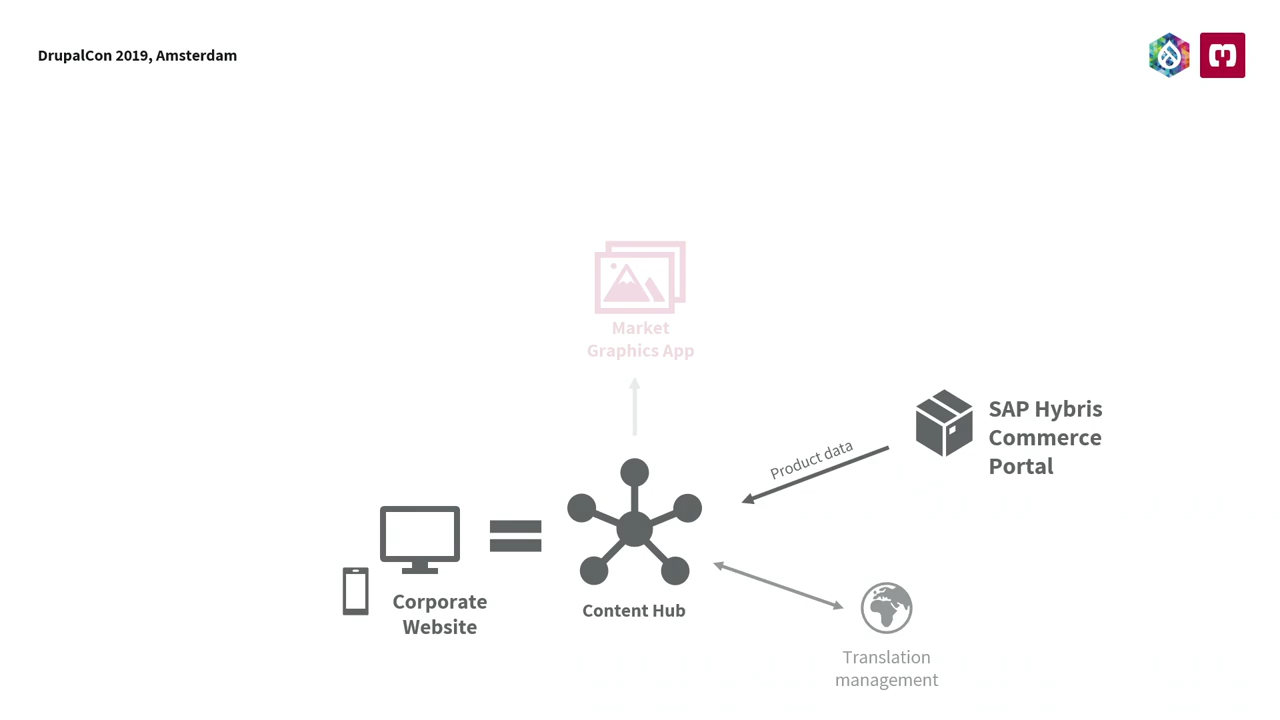 DrupalCon 2019, Amsterdam
Market
Graphics App
SAP Hybris
Commerce
Portal
Product data
Corporate
Website
Content Hub
Translation
management